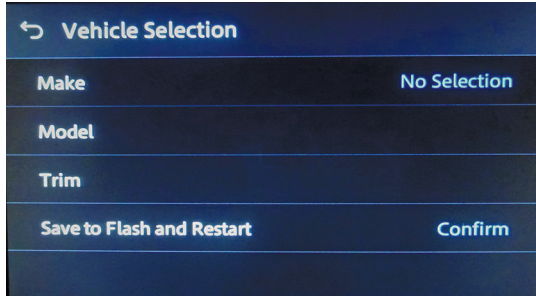 Vehicle Selection
Make No Selection
Model
Trim
Save to Flash and Restart Confirm